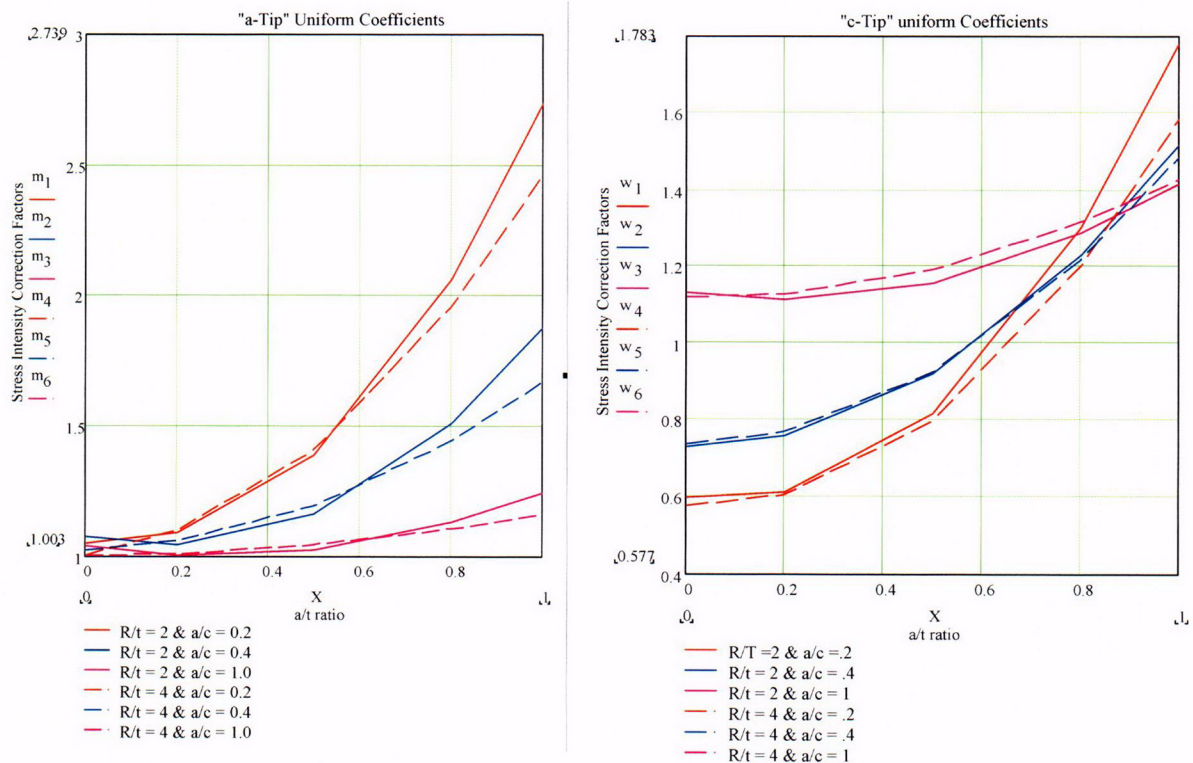 "a-Tip" Uniform Coefficients
2.739
3
2.5
2
1.5
1.003
1
Stress Intensity Correction Factors
m1
m2
m3
m4
m5
m6
0
0.2
0.4
0.6
0.8
1
0
X
1
a/t ratio
R/t = 2 & a/c = 0.2
R/t = 2 & a/c = 0.4
R/t = 2 & a/c = 1.0
R/t = 4 & a/c = 0.2
R/t = 4 & a/c = 0.4
R/t = 4 & a/c = 1.0
"c-Tip" uniform Coefficients
1.783
1.6
1.4
1.2
1
0.8
0.6
0.577
0.4
Stress Intensity Correction Factors
w1
w2
w3
w4
w5
w6
0
0.2
0.4
0.6
0.8
1
0
X
1
a/t ratio
R/T =2 & a/c =.2
R/t = 2 & a/c = .4
R/t = 2 & a/c = 1
R/t = 4 & a/c = .2
R/t = 4 & a/c = .4
R/t = 4 & a/c = 1